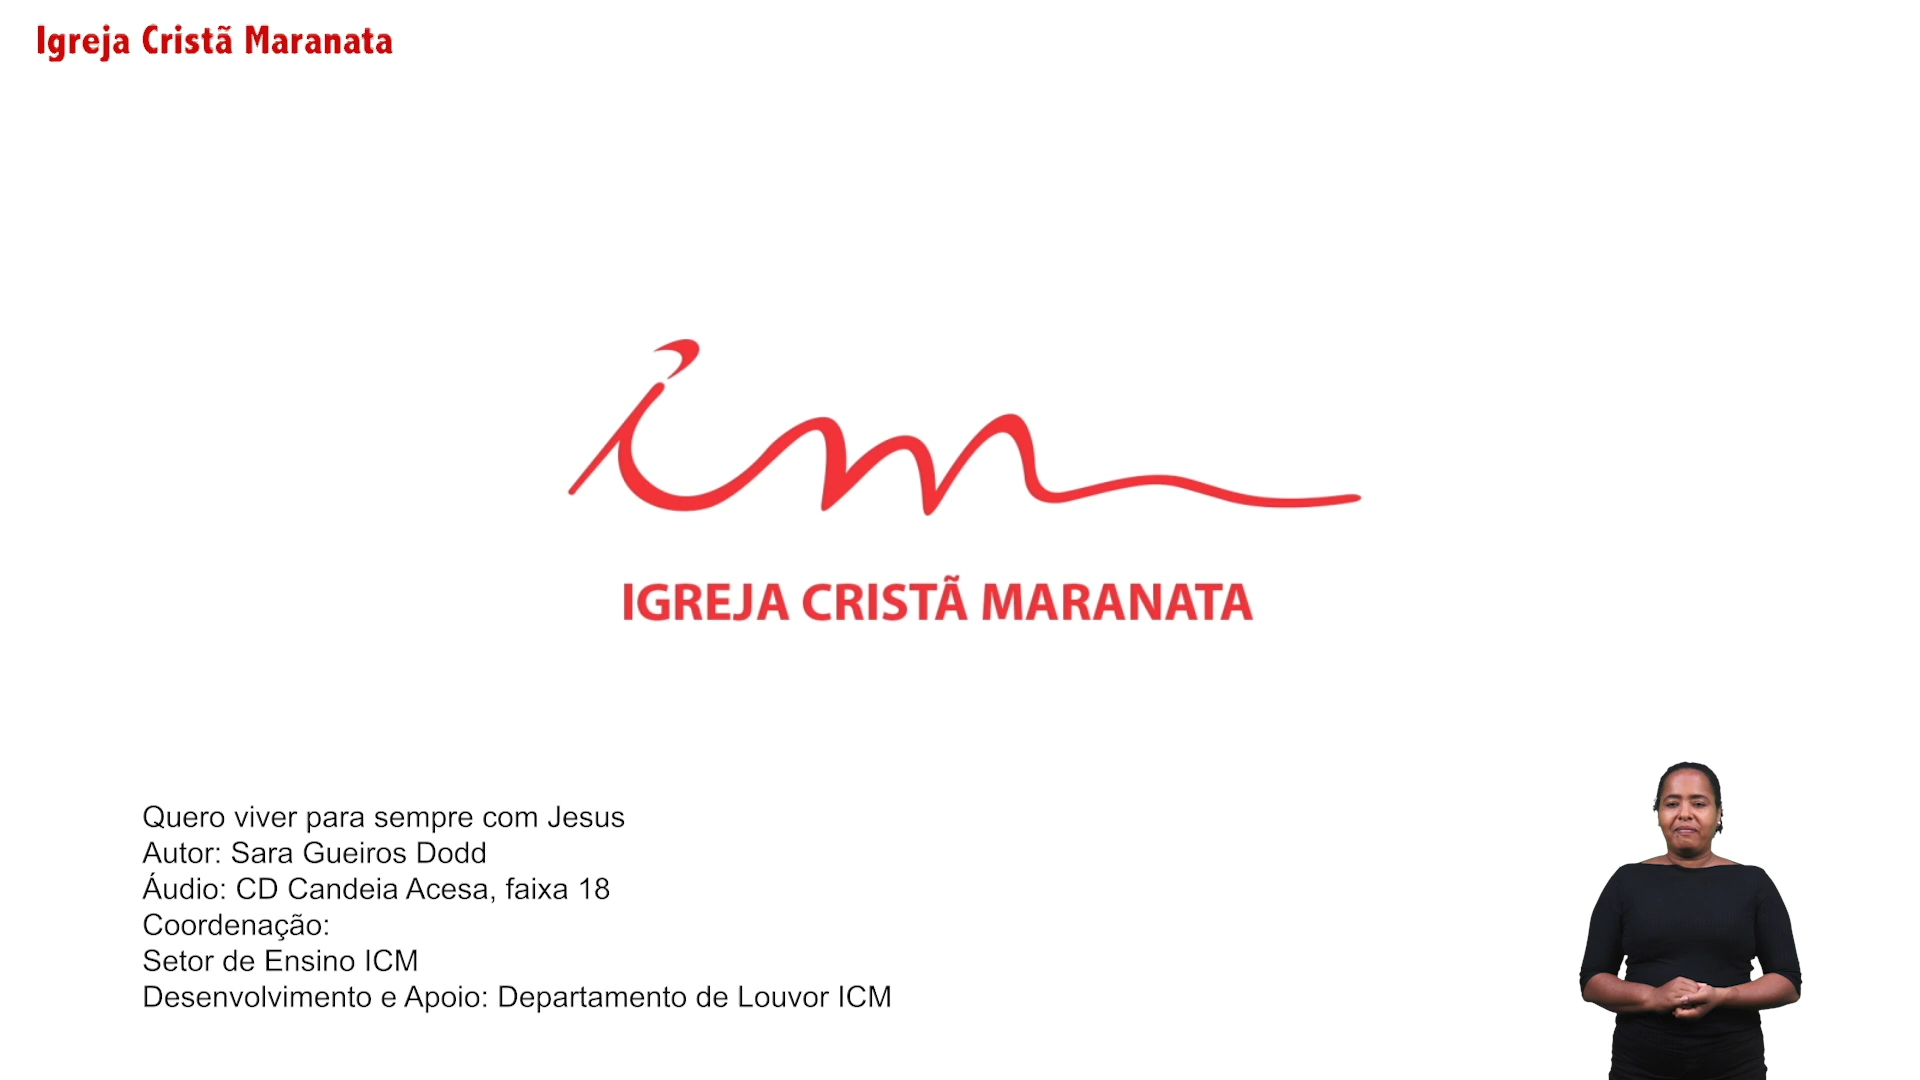 Igreja Cristã Maranata
icm
IGREJA CRISTÃ MARANATA
Quero viver para sempre com Jesus
Autor: Sara Gueiros Dodd
Áudio: CD Candeia Acesa, faixa 18
Coordenação:
Setor de Ensino ICM
Desenvolvimento e Apoio: Departamento de Louvor ICM